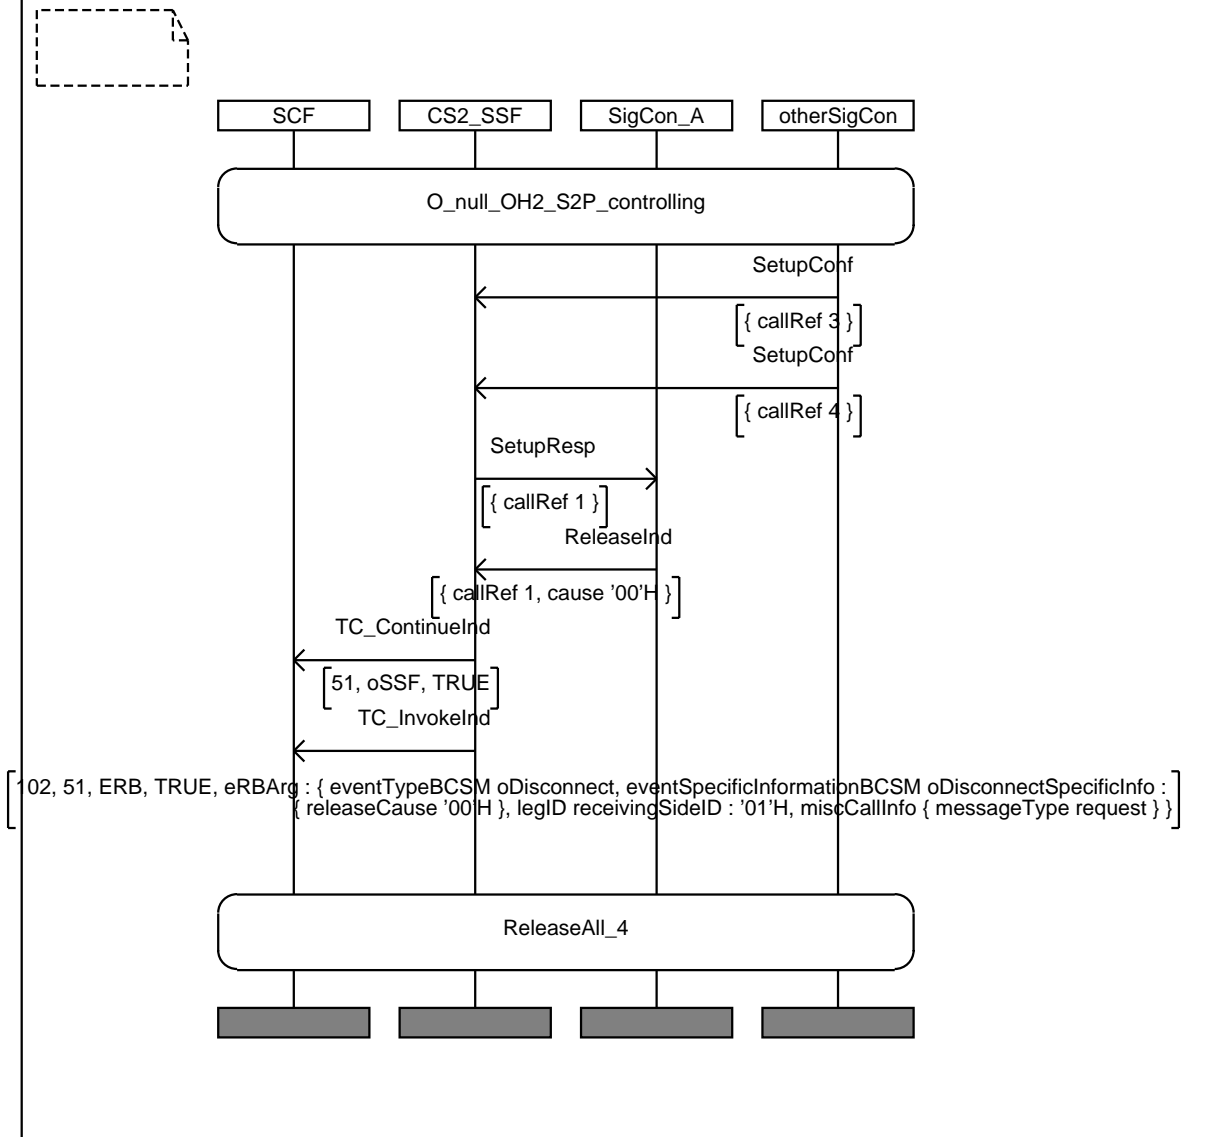 SCF CS2_SSF SigCon_A otherSigCon
O_null_OH2_S2P_controlling
SetupConf
{ callRef 3 }
SetupConf
{ callRef 4 }
SetupResp
{ callRef 1 }
ReleaseInd
{ callRef 1, cause ’00’H }
TC_ContinueInd
51, oSSF, TRUE
TC_InvokeInd
102, 51, ERB, TRUE, eRBArg : { eventTypeBCSM oDisconnect, eventSpecificInformationBCSM oDisconnectSpecificInfo :
{ releaseCause ’00’H }, legID receivingSideID : ’01’H, miscCallInfo { messageType request } }
ReleaseAll_4